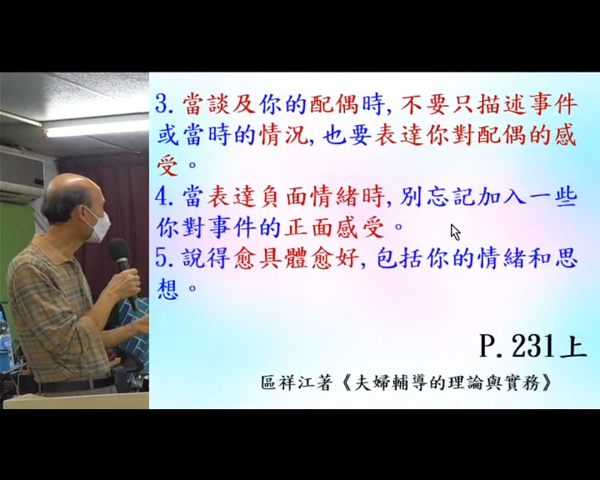 3.當談及你的配偶時,不要只描述事件
或當時的情況,也要表達你對配偶的感
受。
4.當表達負面情緒時,別忘記加入一些
你對事件的正面感受。
5.說得愈具體愈好,包括你的情緒和思
想。
P.231上
區祥江著《夫婦輔導的理論與實務》